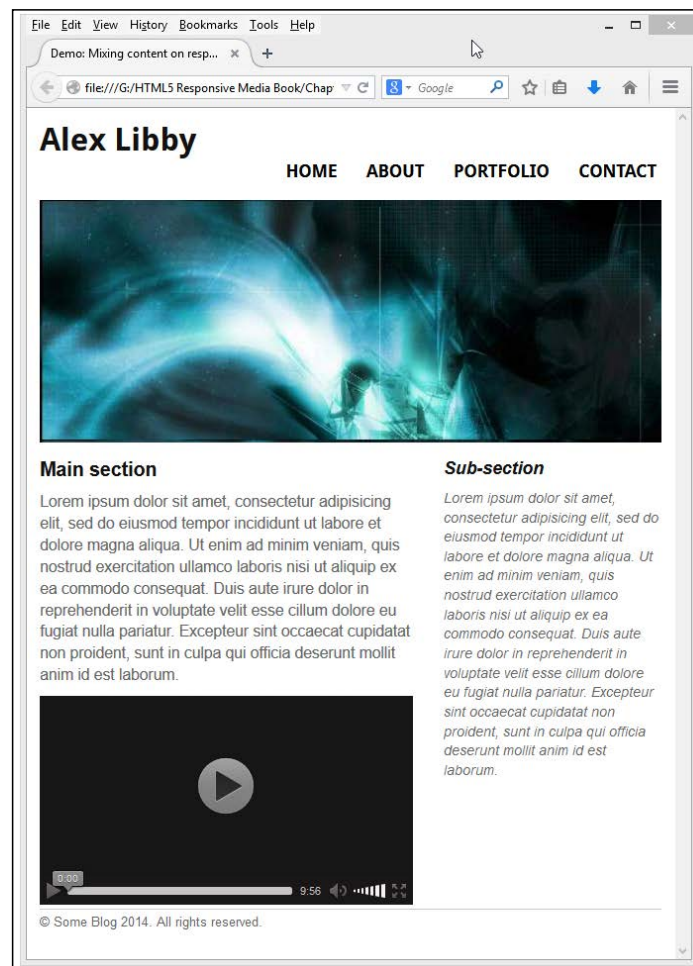 File Edit View History Bookmarks Tools Help
Demo: Mixing content on resp... × +
file:///G:/HTML5 Responsive Media Book/Chap 8 Google
Alex Libby
HOME ABOUT PORTFOLIO CONTACT
Main section
Lorem ipsum dolor sit amet, consectetur adipisicing
elit, sed do eiusmod tempor incididunt ut labore et
dolore magna aliqua. Ut enim ad minim veniam, quis
nostrud exercitation ullamco laboris nisi ut aliquip ex
ea commodo consequat. Duis aute irure dolor in
reprehenderit in voluptate velit esse cillum dolore eu
fugiat nulla pariatur. Excepteur sint occaecat cupidatat
non proident, sunt in culpa qui officia deserunt mollit
anim id est laborum.
0:00
9:56
Sub-section
Lorem ipsum dolor sit amet,
consectetur adipisicing elit, sed do
eiusmod tempor incididunt ut
labore et dolore magna aliqua. Ut
enim ad minim veniam, quis
nostrud exercitation ullamco
laboris nisi ut aliquip ex ea
commodo consequat. Duis aute
irure dolor in reprehenderit in
voluptate velit esse cillum dolore
eu fugiat nulla pariatur. Excepteur
sint occaecat cupidatat non
proident, sunt in culpa qui officia
deserunt mollit anim id est
laborum.
© Some Blog 2014. All rights reserved.